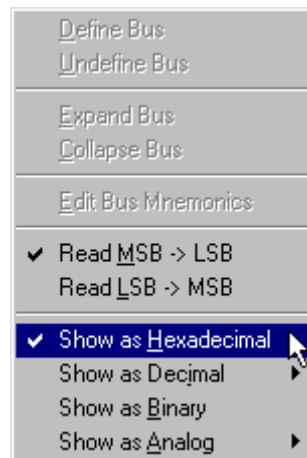 Define Bus
Undefine Bus
Expand Bus
Collapse Bus
Edit Bus Mnemonics
Read MSB -> LSB
Read LSB -> MSB
Show as Hexadecimal
Show as Decimal
Show as Binary
Show as Analog